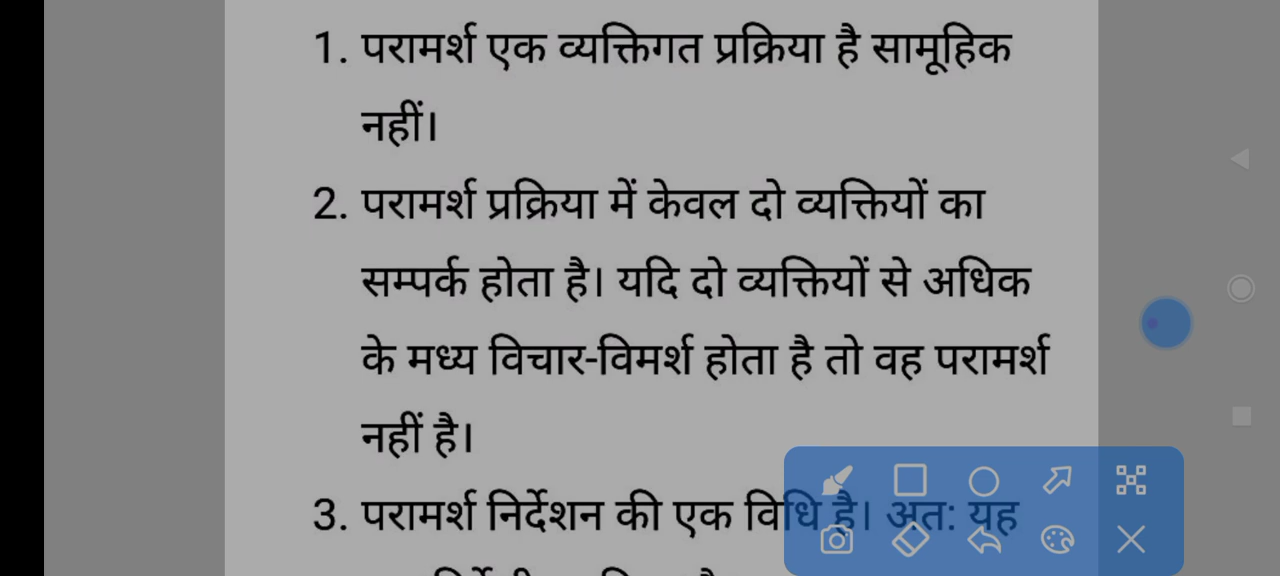 1. परामर्श एक व्यक्तिगत प्रक्रिया है सामूहिक
नहीं।
2. परामर्श प्रक्रिया में केवल दो व्यक्तियों का
सम्पर्क होता है। यदि दो व्यक्तियों से अधिक
के मध्य विचार-विमर्श होता है तो वह परामर्श
नहीं है।
3. परामर्श निर्देशन की एक विधि है। अत: यह